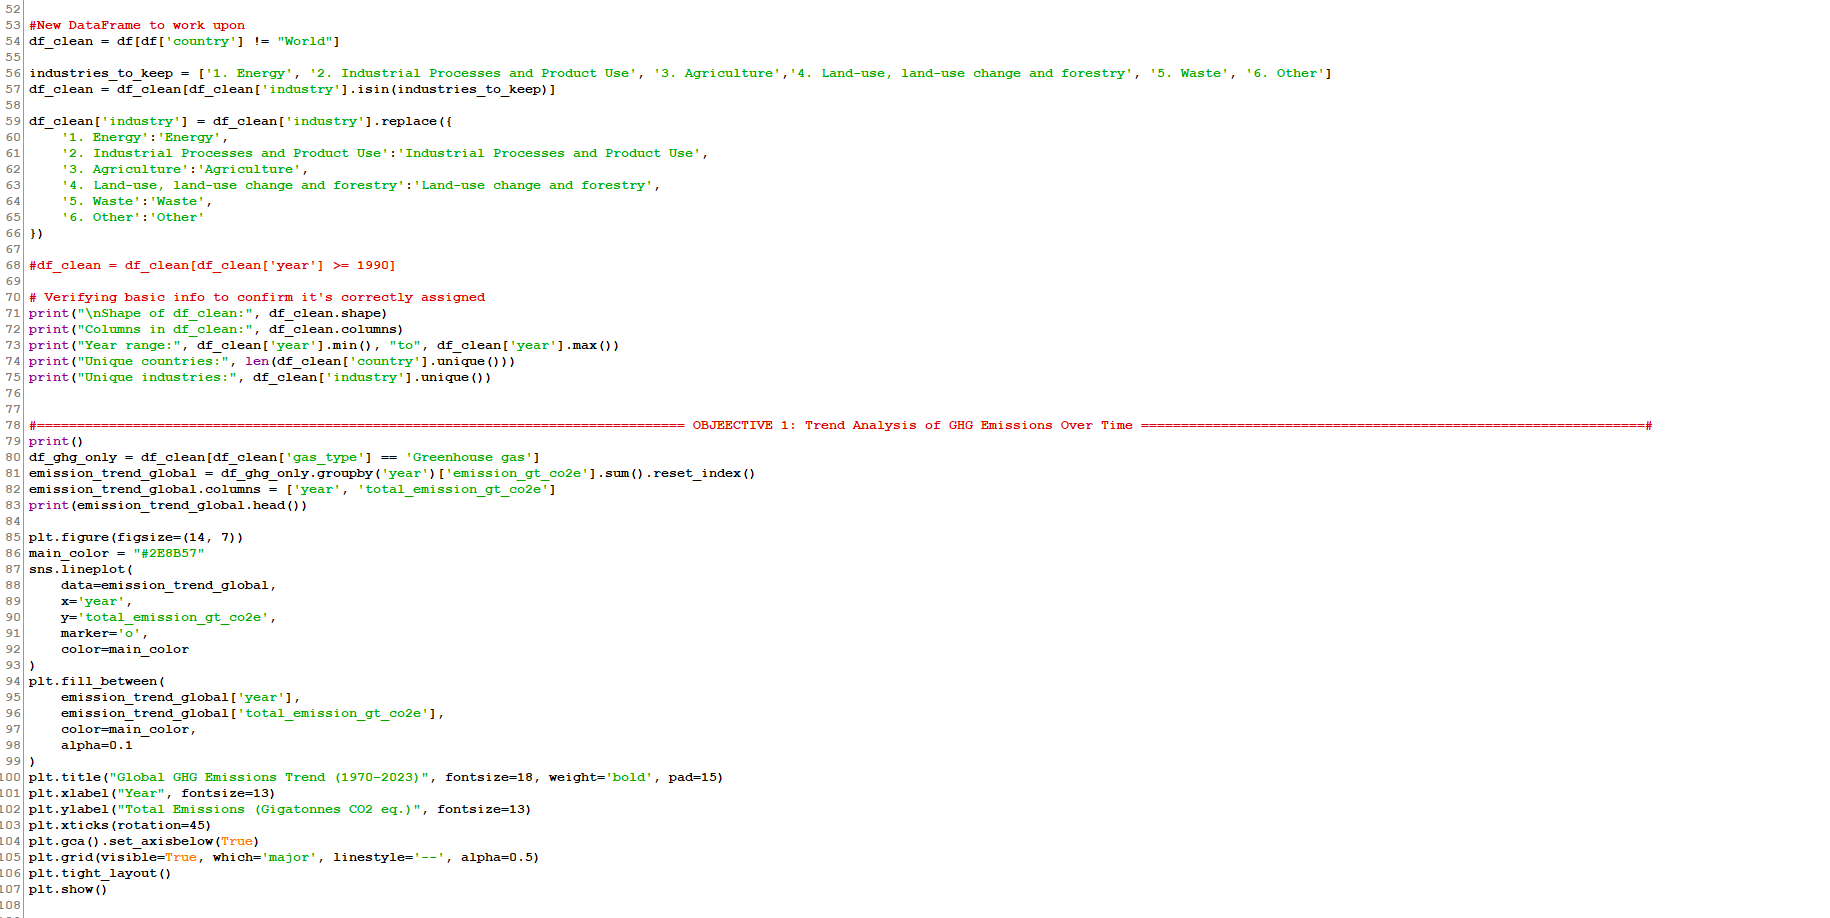 52
53 #New DataFrame to work upon
54 df_clean = df[df['country'] != "World"]
55
56 industries_to_keep = ['1. Energy', '2. Industrial Processes and Product Use', '3. Agriculture','4. Land-use, land-use change and forestry', '5. Waste', '6. Other']
57 df_clean = df_clean[df_clean['industry'].isin(industries_to_keep)]
58
59 df_clean['industry'] = df_clean['industry'].replace({
60     '1. Energy':'Energy',
61     '2. Industrial Processes and Product Use':'Industrial Processes and Product Use',
62     '3. Agriculture':'Agriculture',
63     '4. Land-use, land-use change and forestry':'Land-use change and forestry',
64     '5. Waste':'Waste',
65     '6. Other':'Other'
66 })
67
68 #df_clean = df_clean[df_clean['year'] >= 1990]
69
70 # Verifying basic info to confirm it's correctly assigned
71 print("\nShape of df_clean:", df_clean.shape)
72 print("Columns in df_clean:", df_clean.columns)
73 print("Year range:", df_clean['year'].min(), "to", df_clean['year'].max())
74 print("Unique countries:", len(df_clean['country'].unique()))
75 print("Unique industries:", df_clean['industry'].unique())
76
77
78 #================================================================================= OBJEECTIVE 1: Trend Analysis of GHG Emissions Over Time ===============================================================#
79 print()
80 df_ghg_only = df_clean[df_clean['gas_type'] == 'Greenhouse gas']
81 emission_trend_global = df_ghg_only.groupby('year')['emission_gt_co2e'].sum().reset_index()
82 emission_trend_global.columns = ['year', 'total_emission_gt_co2e']
83 print(emission_trend_global.head())
84
85 plt.figure(figsize=(14, 7))
86 main_color = "#2E8B57"
87 sns.lineplot(
88     data=emission_trend_global,
89     x='year',
90     y='total_emission_gt_co2e',
91     marker='o',
92     color=main_color
93 )
94 plt.fill_between(
95     emission_trend_global['year'],
96     emission_trend_global['total_emission_gt_co2e'],
97     color=main_color,
98     alpha=0.1
99 )
100 plt.title("Global GHG Emissions Trend (1970-2023)", fontsize=18, weight='bold', pad=15)
101 plt.xlabel("Year", fontsize=13)
102 plt.ylabel("Total Emissions (Gigatonnes CO2 eq.)", fontsize=13)
103 plt.xticks(rotation=45)
104 plt.gca().set_axisbelow(True)
105 plt.grid(visible=True, which='major', linestyle='--', alpha=0.5)
106 plt.tight_layout()
107 plt.show()
108